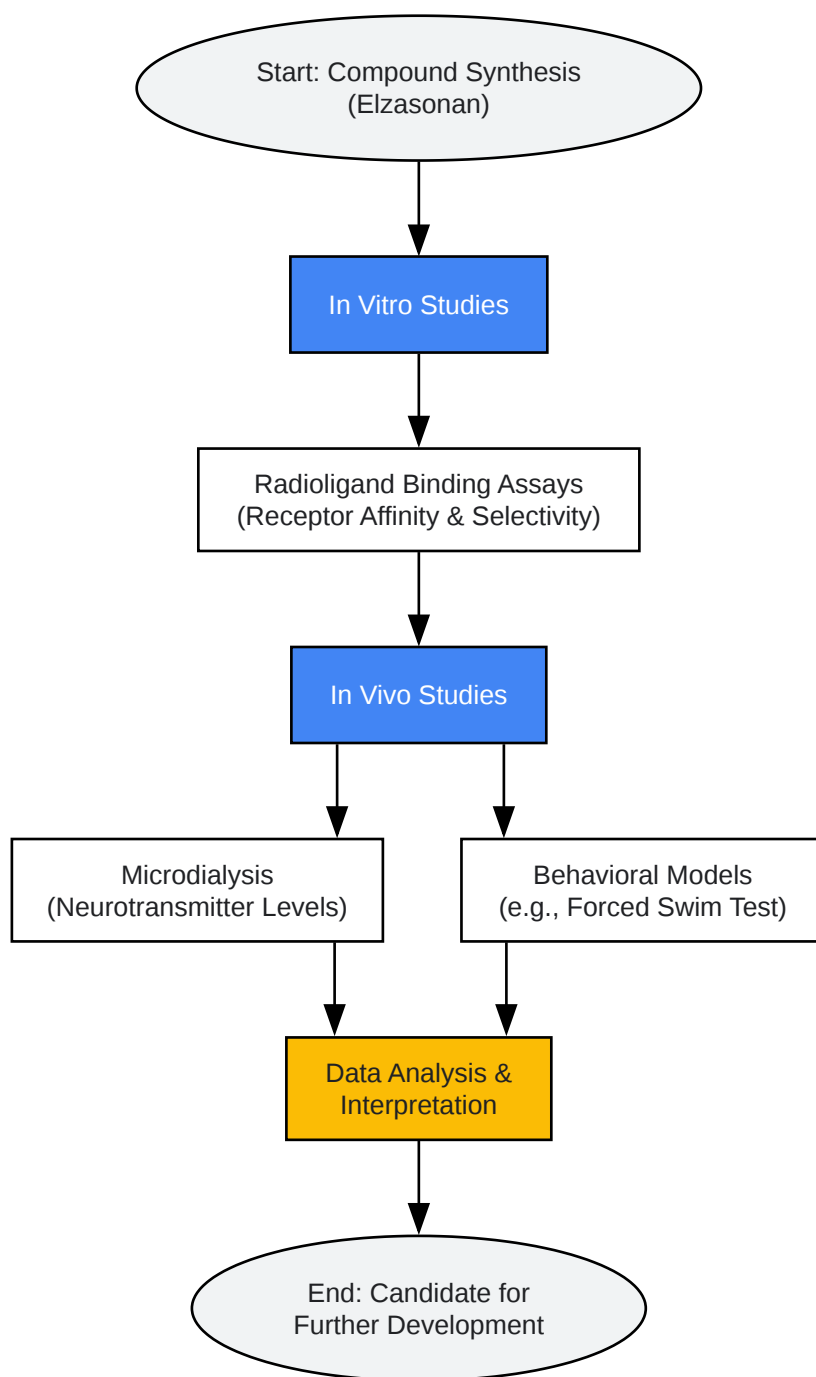 Start: Compound Synthesis
(Elzasonan)
In Vitro Studies
Radioligand Binding Assays
(Receptor Affinity & Selectivity)
In Vivo Studies
Microdialysis
(Neurotransmitter Levels)
Behavioral Models
(e.g., Forced Swim Test)
Data Analysis &
Interpretation
End: Candidate for
Further Development